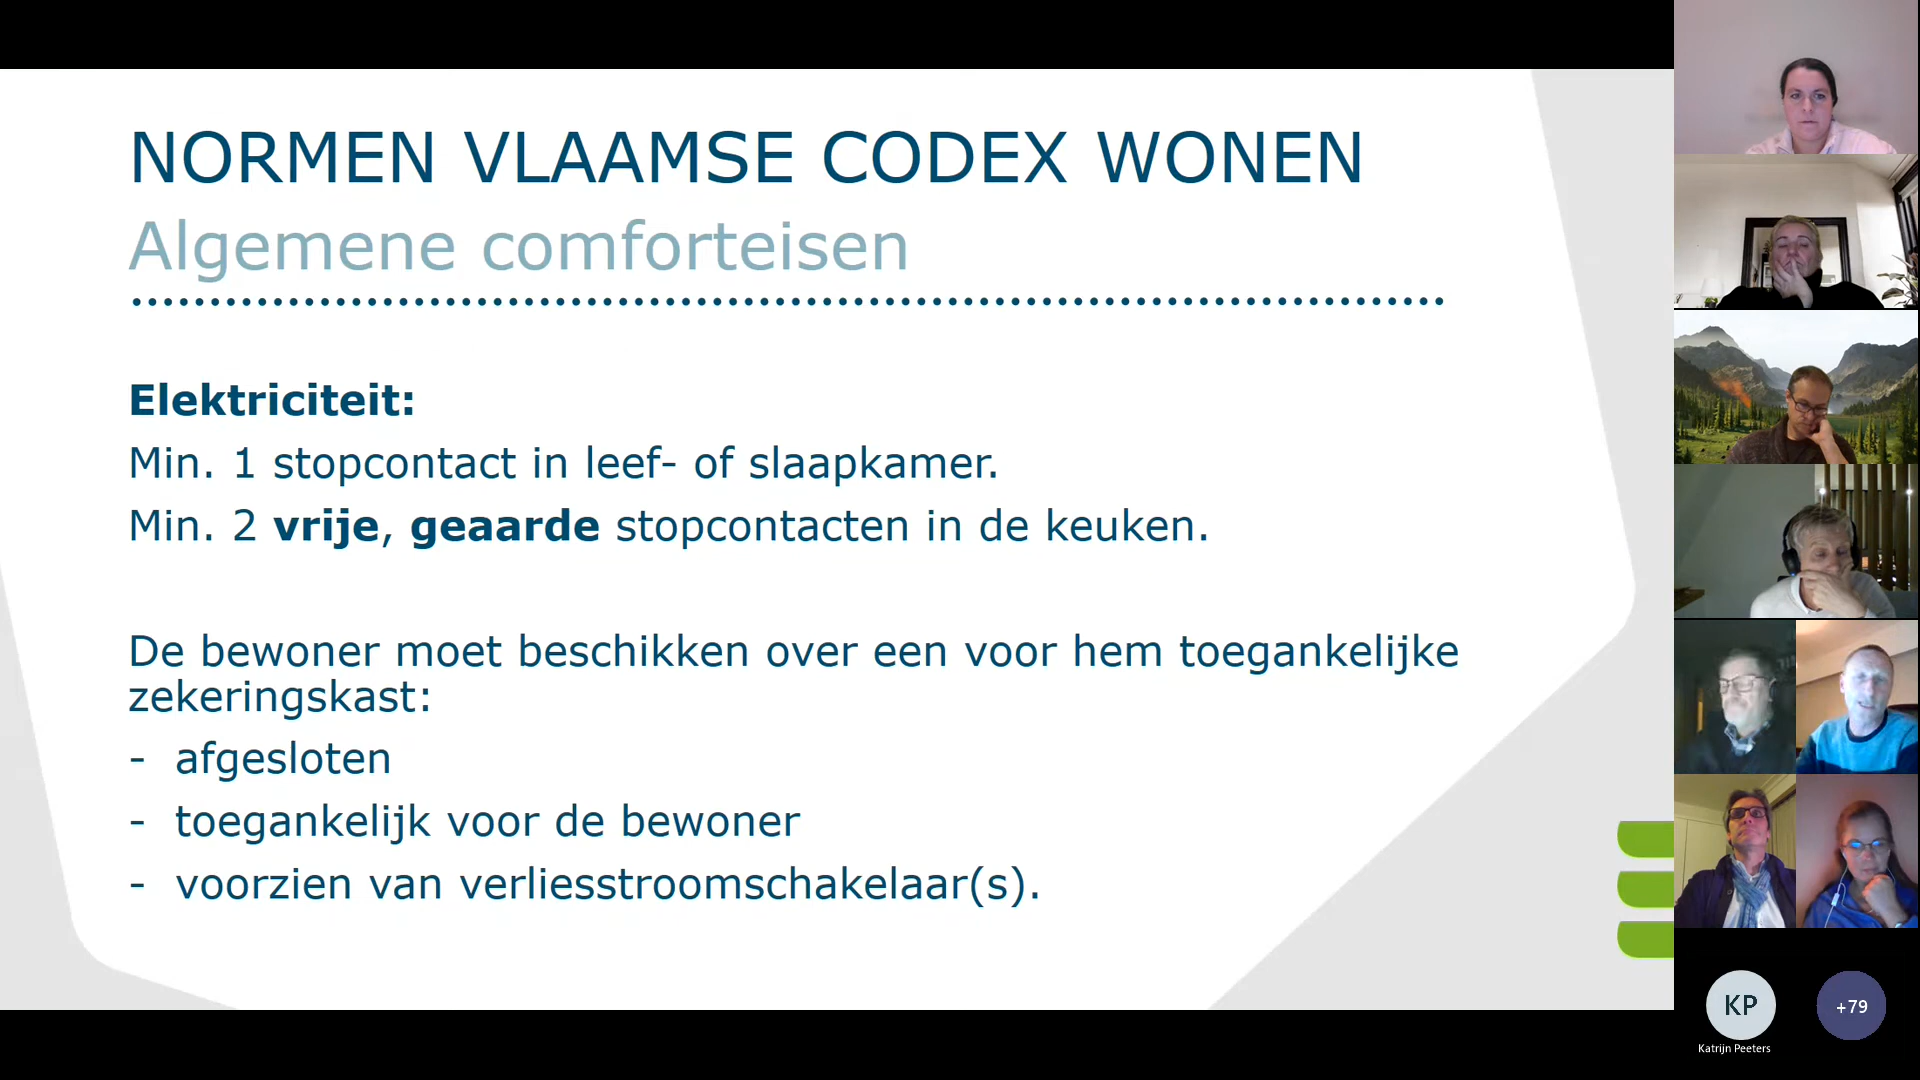 NORMEN VLAAMSE CODEX WONEN
Algemene comforteisen
Elektriciteit:
Min. 1 stopcontact in leef- of slaapkamer.
Min. 2 vrije, geaarde stopcontacten in de keuken.
De bewoner moet beschikken over een voor hem toegankelijke
zekeringskast:
- afgesloten
- toegankelijk voor de bewoner
- voorzien van verliesstroomschakelaar(s).
KP
+79
Katrijn Peeters